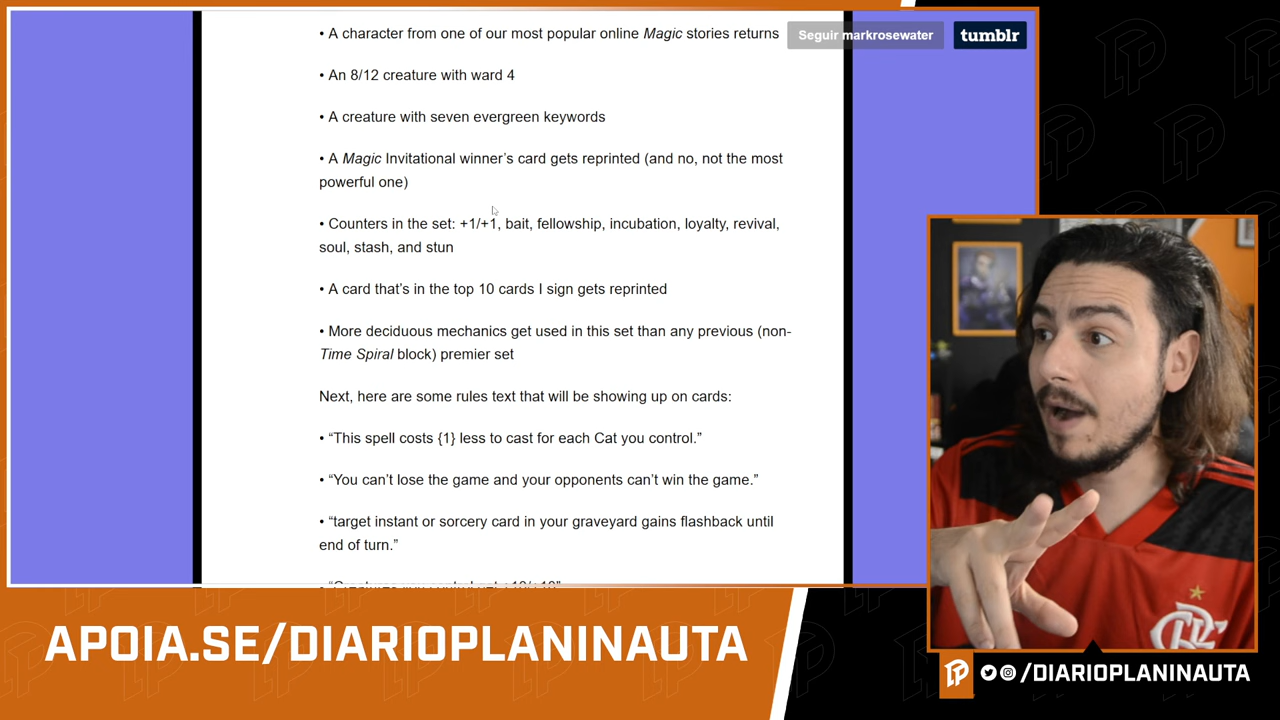 • A character from one of our most popular online Magic stories returns
Seguir markrosewater
tumblr
• An 8/12 creature with ward 4
• A creature with seven evergreen keywords
• A Magic Invitational winner’s card gets reprinted (and no, not the most
powerful one)
• Counters in the set: +1/+1, bait, fellowship, incubation, loyalty, revival,
soul, stash, and stun
• A card that’s in the top 10 cards I sign gets reprinted
• More deciduous mechanics get used in this set than any previous (non-
Time Spiral block) premier set
Next, here are some rules text that will be showing up on cards:
• “This spell costs {1} less to cast for each Cat you control.”
• “You can’t lose the game and your opponents can’t win the game.”
• “target instant or sorcery card in your graveyard gains flashback until
end of turn.”
APOIA.SE/DIARIOPLANINAUTA
/DIARIOPLANINAUTA